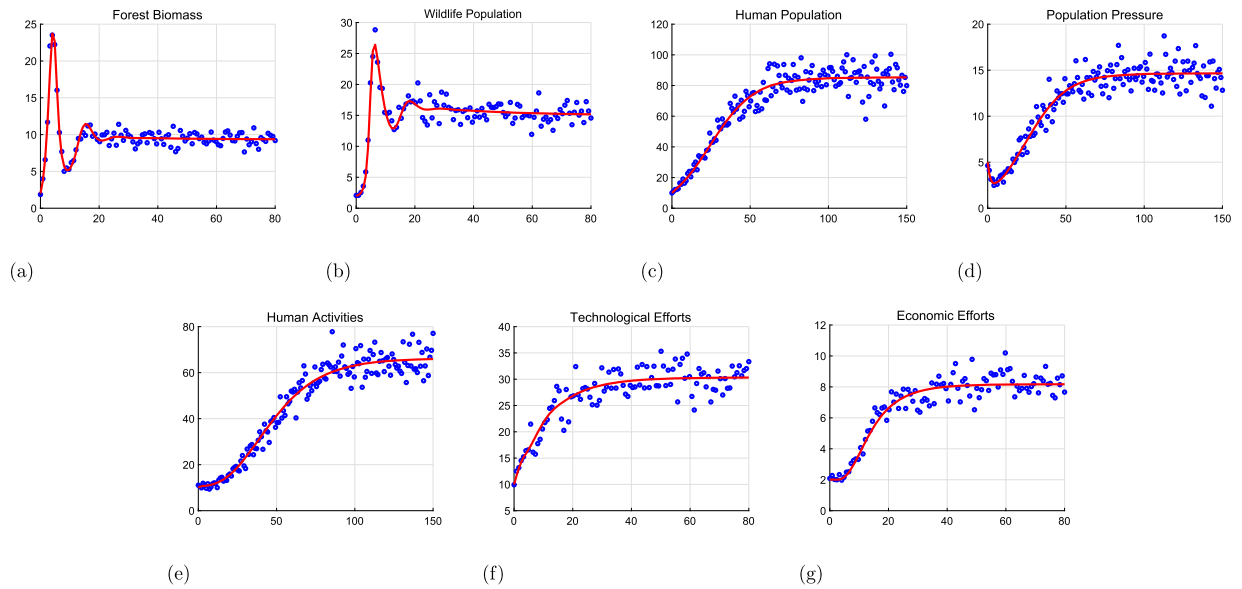 Forest Biomass
25
20
15
10
5
0
0 20 40 60 80
(a)
Wildlife Population
30
25
20
15
10
5
0
0 20 40 60 80
(b)
Human Population
120
100
80
60
40
20
0
0 50 100 150
(c)
Population Pressure
20
15
10
5
0
0 50 100 150
(d)
Human Activities
80
60
40
20
0
0 50 100 150
(e)
Technological Efforts
40
35
30
25
20
15
10
5
0 20 40 60 80
(f)
Economic Efforts
12
10
8
6
4
2
0
0 20 40 60 80
(g)